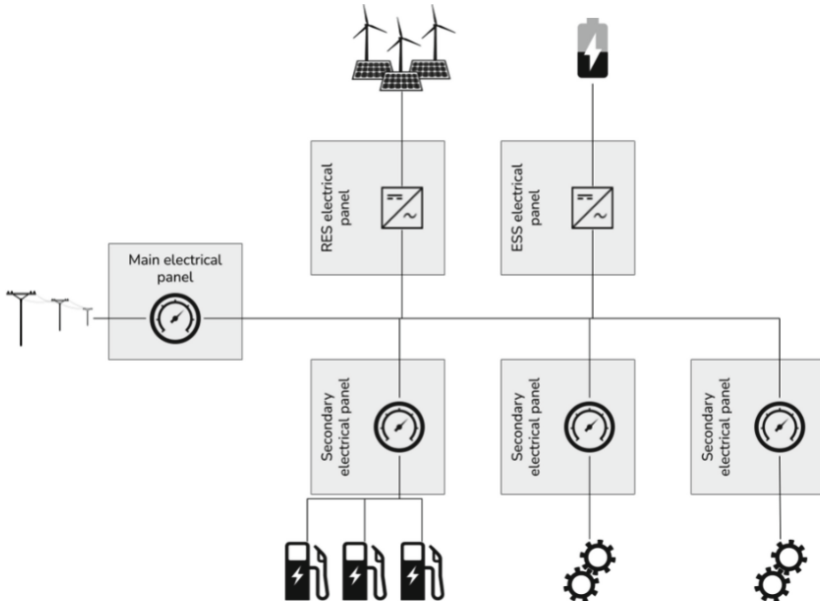 RES electrical
panel
ESS electrical
panel
Main electrical
panel
Secondary
electrical panel
Secondary
electrical panel
Secondary
electrical panel